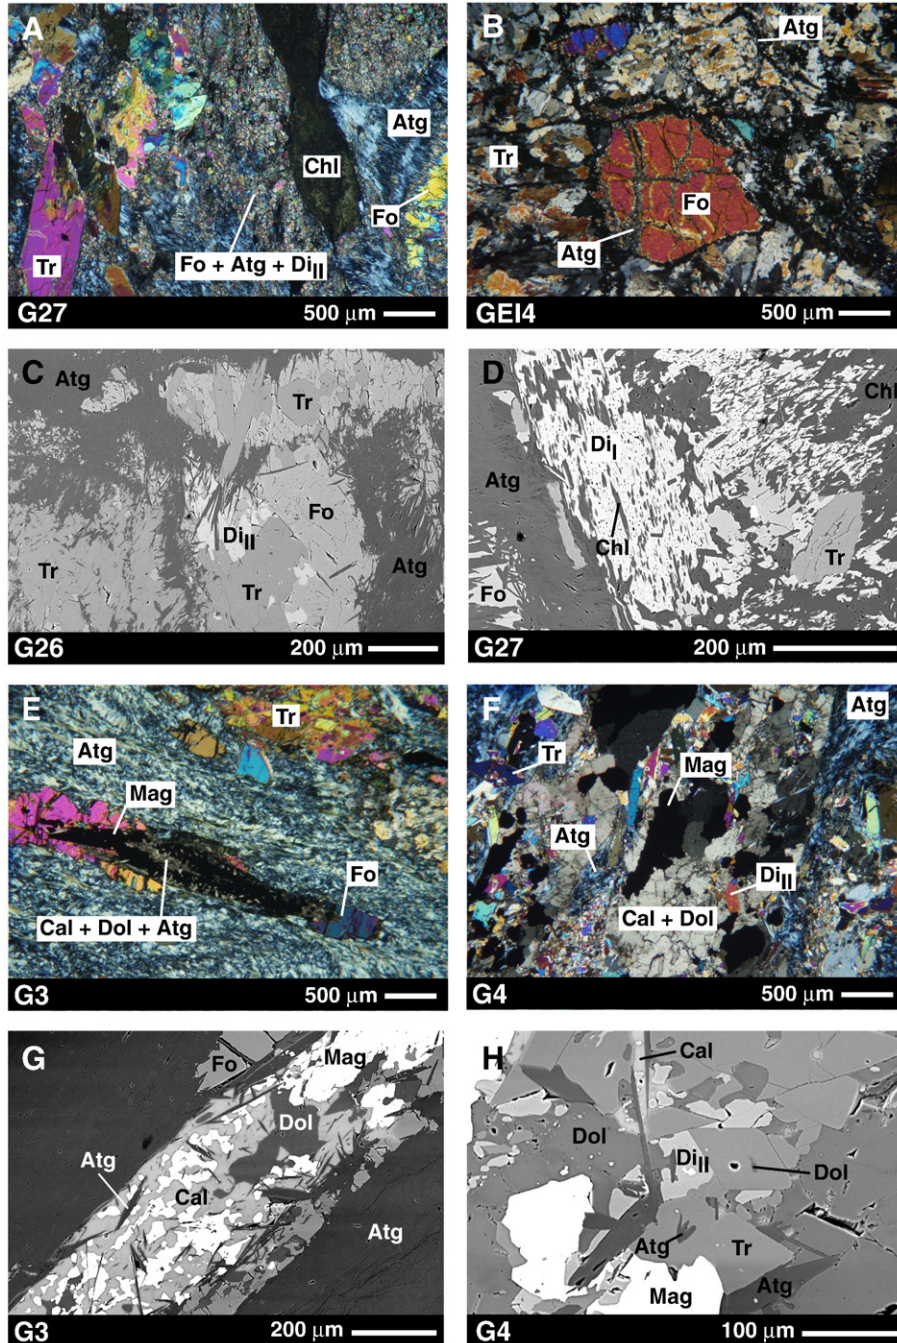 A
Atg
Chl
Fo
Fo + Atg + DiII
Tr
G27
500 μm
B
Atg
Tr
Fo
Atg
GEI4
500 μm
C
Atg
Tr
Fo
DiII
Tr
Tr
Atg
G26
200 μm
D
Chl
DiI
Atg
Chl
Tr
Fo
G27
200 μm
E
Tr
Atg
Mag
Fo
Cal + Dol + Atg
G3
500 μm
F
Atg
Tr
Mag
Atg
DiII
Cal + Dol
G4
500 μm
G
Fo
Mag
Dol
Atg
Cal
Atg
G3
200 μm
H
Cal
Dol
DiII
Dol
Atg
Tr
Atg
Mag
G4
100 μm